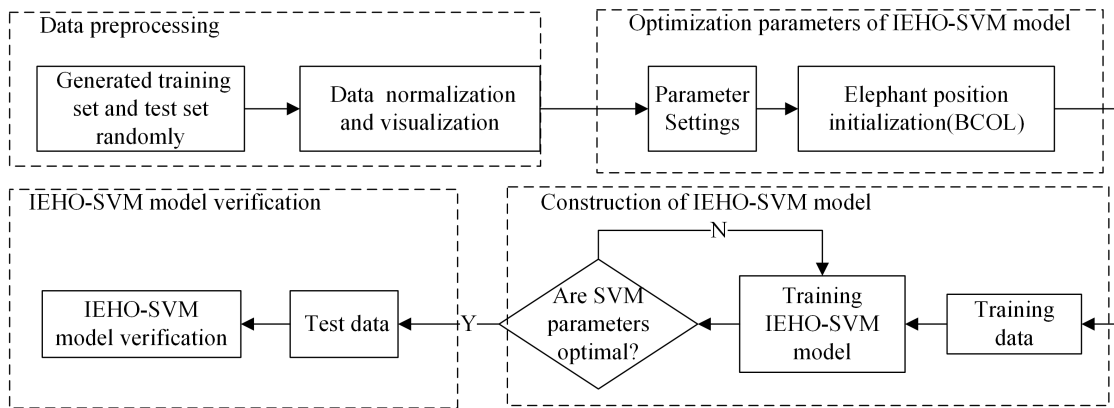 Data preprocessing
Generated training
set and test set
randomly
Data normalization
and visualization
Optimization parameters of IEHO-SVM model
Parameter
Settings
Elephant position
initialization(BCOL)
IEHO-SVM model verification
IEHO-SVM
model verification
Test data
Y
Construction of IEHO-SVM model
N
Are SVM
parameters
optimal?
Training
IEHO-SVM
model
Training
data